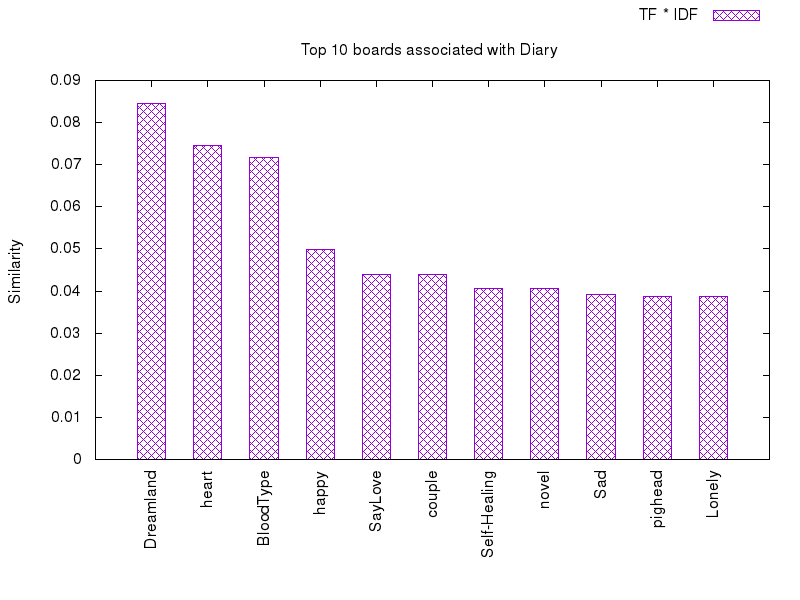 TF * IDF
Top 10 boards associated with Diary
0.09
0.08
0.07
0.06
0.05
0.04
0.03
0.02
0.01
0
Similarity
Dreamland
heart
BloodType
happy
SayLove
couple
Self-Healing
novel
Sad
pighead
Lonely